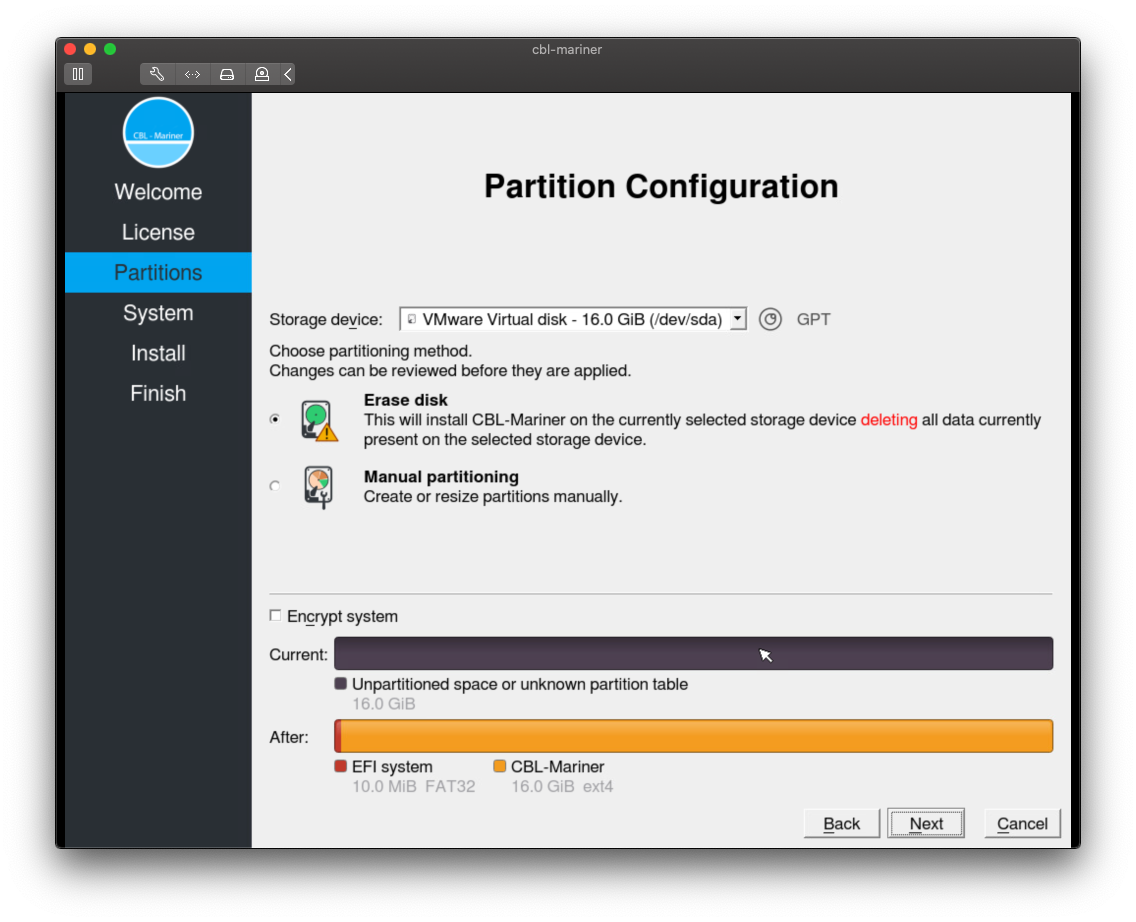 cbl-mariner
CBL - Mariner
Welcome
License
Partitions
System
Install
Finish
Partition Configuration
Storage device: VMware Virtual disk - 16.0 GiB (/dev/sda) GPT
Choose partitioning method.
Changes can be reviewed before they are applied.
Erase disk
This will install CBL-Mariner on the currently selected storage device deleting all data currently
present on the selected storage device.
Manual partitioning
Create or resize partitions manually.
Encrypt system
Current:
Unpartitioned space or unknown partition table
16.0 GiB
After:
EFI system CBL-Mariner
10.0 MiB FAT32 16.0 GiB ext4
Back Next Cancel